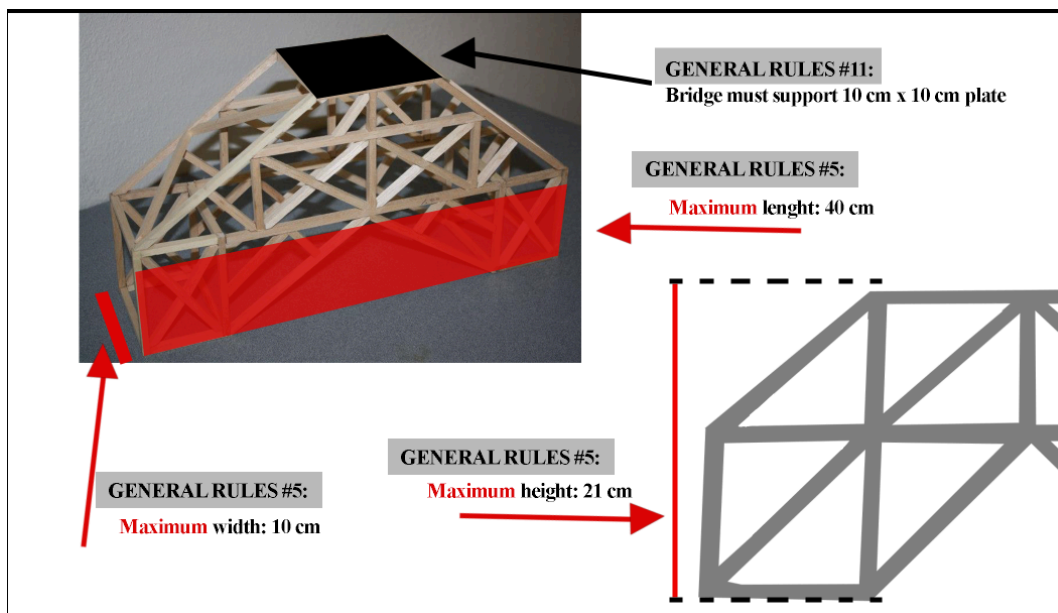 GENERAL RULES #11:
Bridge must support 10 cm x 10 cm plate
GENERAL RULES #5:
Maximum lenght: 40 cm
GENERAL RULES #5:
Maximum height: 21 cm
GENERAL RULES #5:
Maximum width: 10 cm